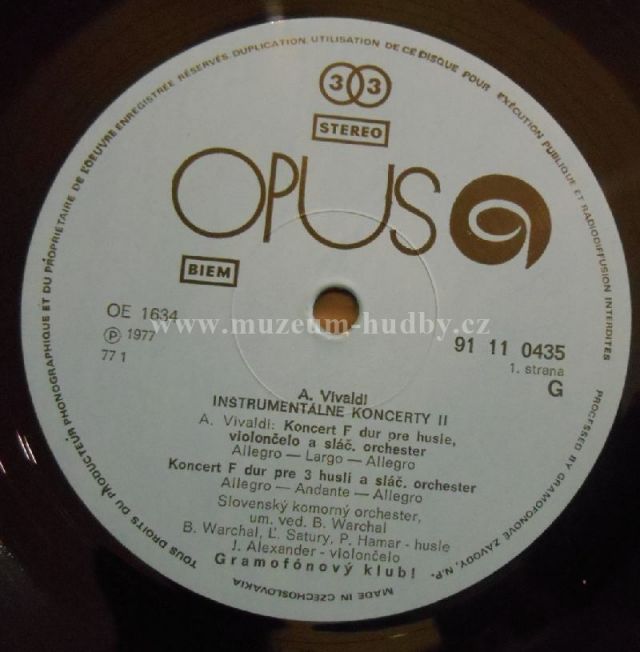 TOUS DROITS DU PRODUCTEUR PHONOGRAPHIQUE ET DU PROPRIETAIRE DE L'OEUVRE ENREGISTRÉE RÉSERVÉS. DUPLICATION, UTILISATION DE CE DISQUE POUR EXÉCUTION PUBLIQUE ET RADIODIFFUSION INTERDITES
33
STEREO
OPUS
BIEM
OE 1634
Ⓟ 1977
77 1
www.muzeum-hudby.cz
91 11 0435
1. strana
G
A. Vivaldi
INŠTRUMENTÁLNE KONCERTY II
A. Vivaldi: Koncert F dur pre husle,
violončelo a sláč. orchester
Allegro — Largo — Allegro
Koncert F dur pre 3 huslí a sláč. orchester
Allegro — Andante — Allegro
Slovenský komorný orchester,
um. ved. B. Warchal
B. Warchal, Ľ. Šatury, P. Hamar - husle
J. Alexander - violončelo
Gramofónový klub!
MADE IN CZECHOSLOVAKIA
PROCESSED BY GRAMOFONOVÉ ZÁVODY, N.P.